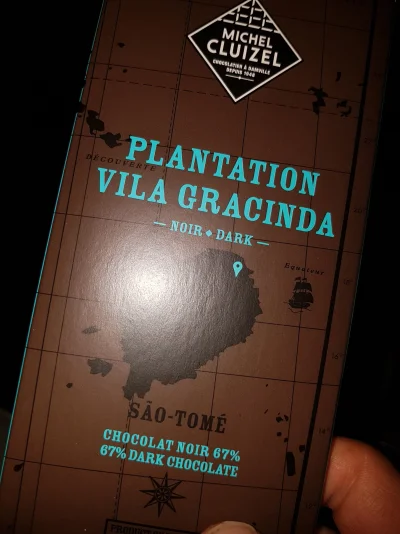 MICHEL
CLUIZEL
CHOCOLATIER À DAMVILLE
DEPUIS 1948
DÉCOUVERTE
PLANTATION
VILA GRACINDA
NOIR ◆ DARK
Équateur
SÃO-TOMÉ
CHOCOLAT NOIR 67%
67% DARK CHOCOLATE